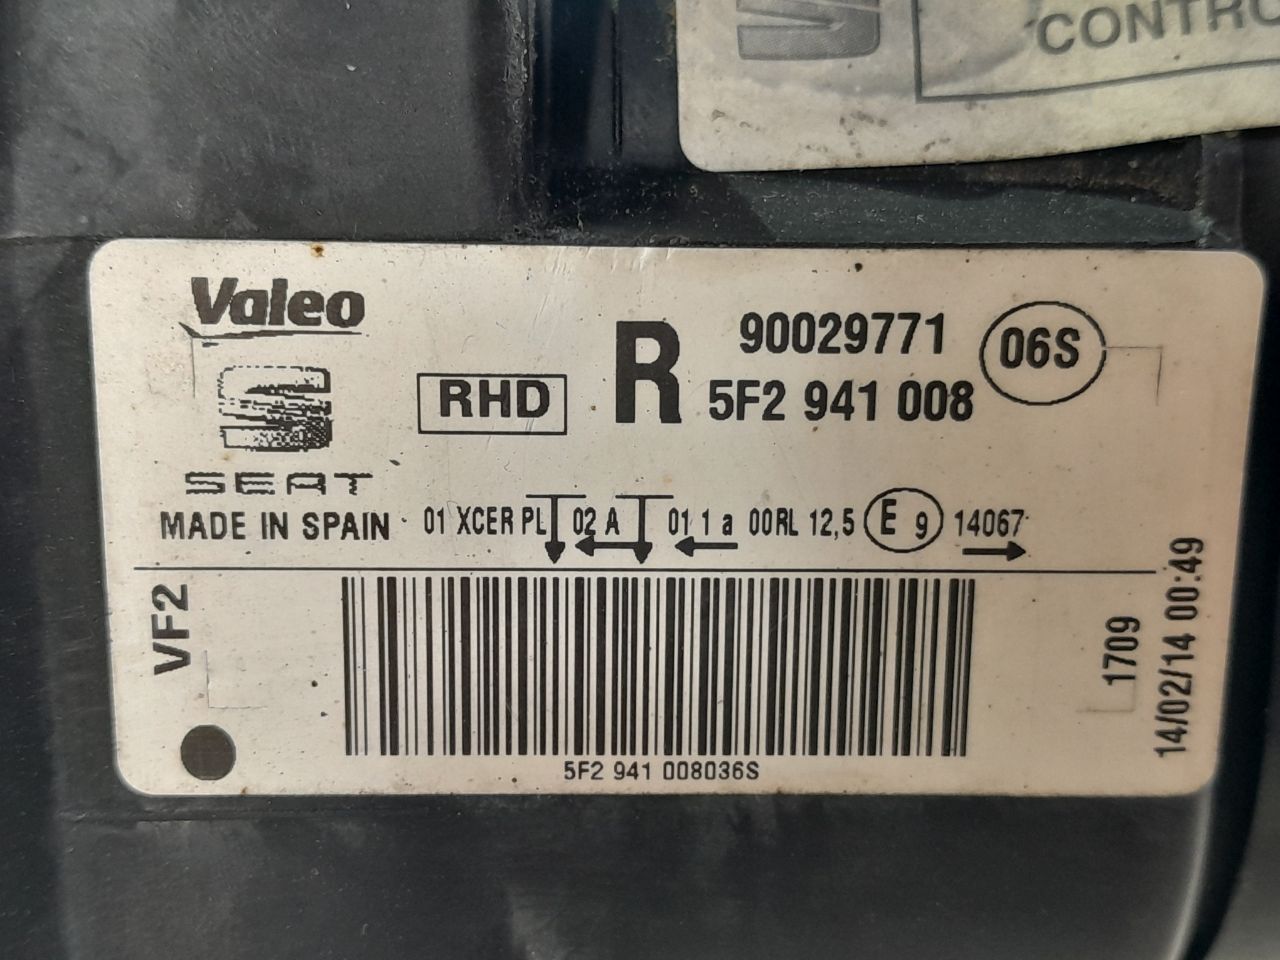 CONTRO
Valeo
SEAT
MADE IN SPAIN
RHD
R
90029771
5F2 941 008
06S
01 XCER PL 02 A 01 1 a 00RL 12,5 E 9 14067
VF2
5F2 941 008036S
1709
14/02/14 00:49